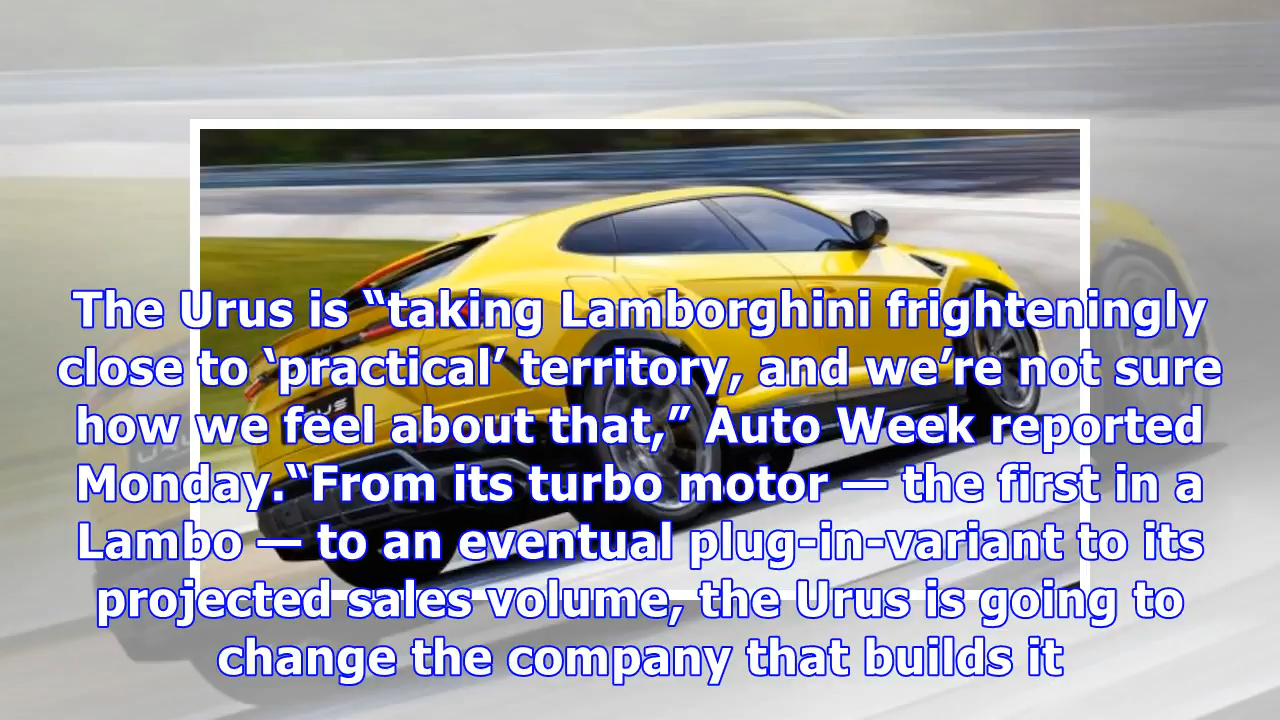 The Urus is “taking Lamborghini frighteningly
close to ‘practical’ territory, and we’re not sure
how we feel about that,” Auto Week reported
Monday.“From its turbo motor — the first in a
Lambo — to an eventual plug-in-variant to its
projected sales volume, the Urus is going to
change the company that builds it